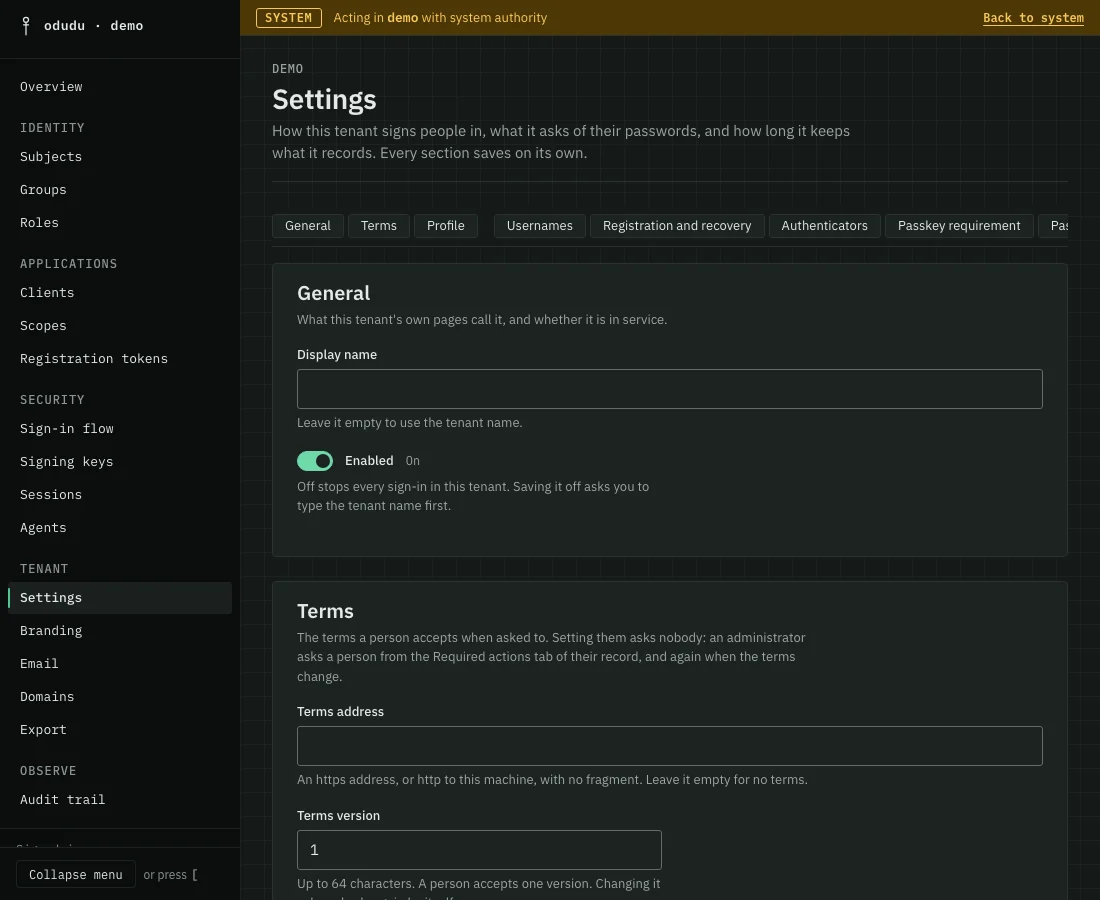 odudu · demo
SYSTEM Acting in demo with system authority Back to system
Overview
IDENTITY
Subjects
Groups
Roles
APPLICATIONS
Clients
Scopes
Registration tokens
SECURITY
Sign-in flow
Signing keys
Sessions
Agents
TENANT
Settings
Branding
Email
Domains
Export
OBSERVE
Audit trail
Collapse menu or press [
DEMO
Settings
How this tenant signs people in, what it asks of their passwords, and how long it keeps
what it records. Every section saves on its own.
General Terms Profile Usernames Registration and recovery Authenticators Passkey requirement
General
What this tenant's own pages call it, and whether it is in service.
Display name
Leave it empty to use the tenant name.
Enabled On
Off stops every sign-in in this tenant. Saving it off asks you to
type the tenant name first.
Terms
The terms a person accepts when asked to. Setting them asks nobody: an administrator
asks a person from the Required actions tab of their record, and again when the terms
change.
Terms address
An https address, or http to this machine, with no fragment. Leave it empty for no terms.
Terms version
1
Up to 64 characters. A person accepts one version. Changing it